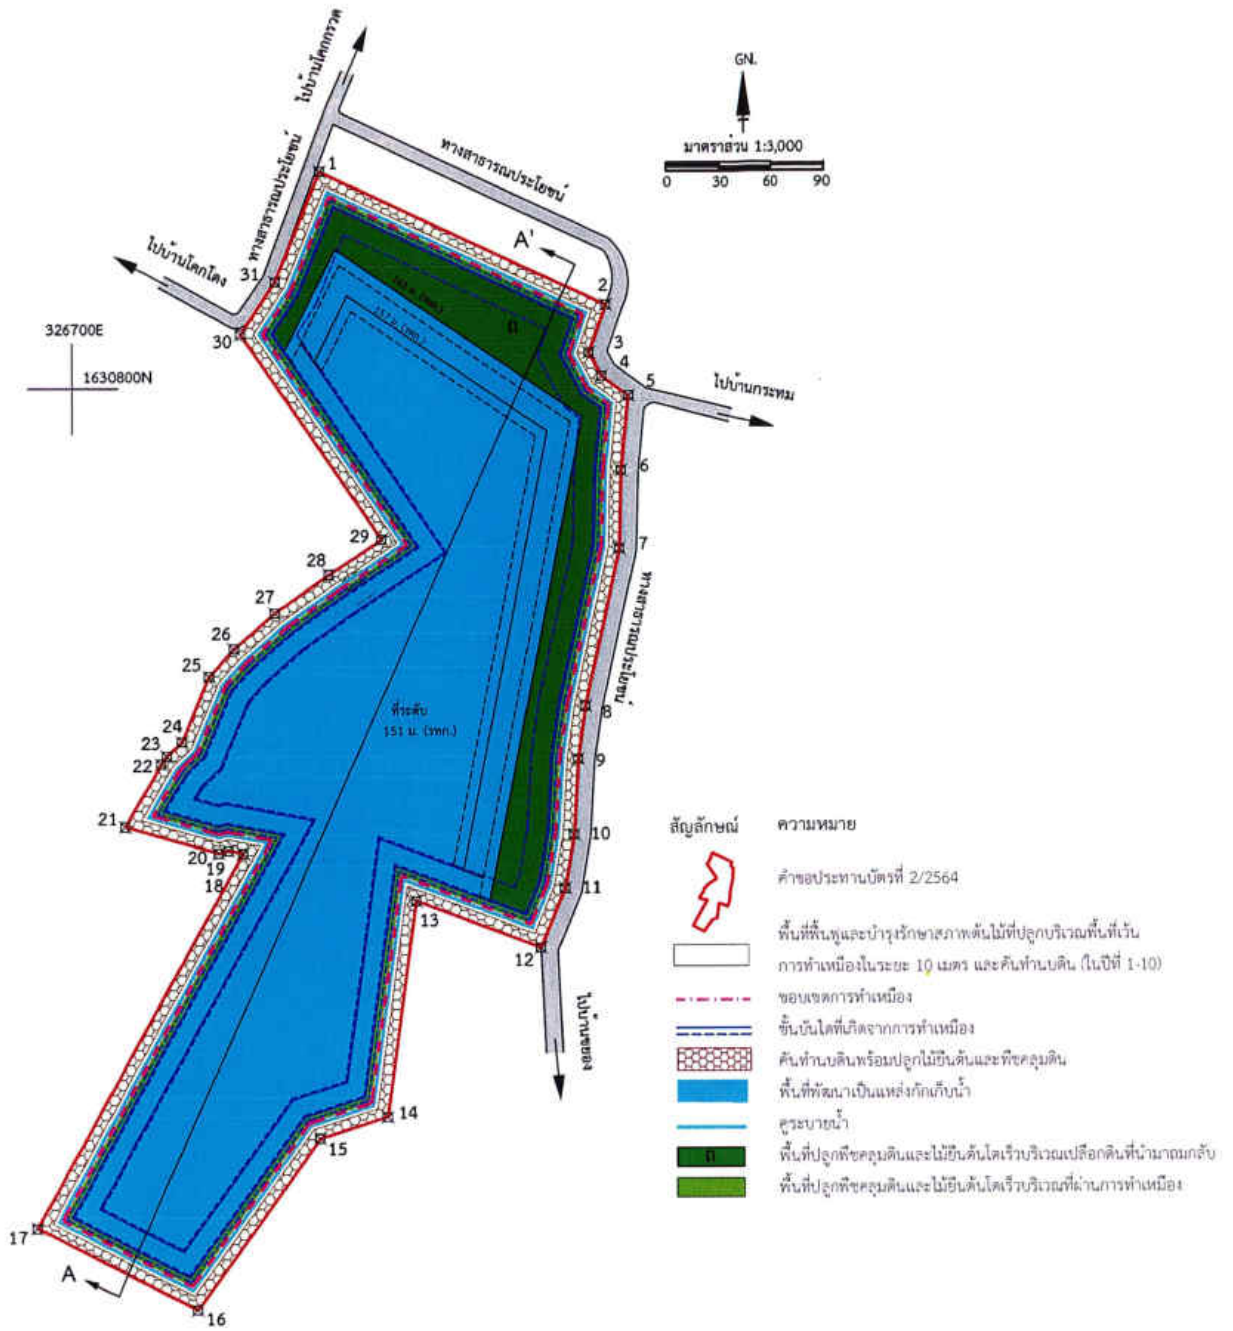 ไปบ้านโคกกรวด
GN.
มาตราส่วน 1:3,000
0 30 60 90
ทางสาธารณประโยชน์
ทางสาธารณประโยชน์
1
A'
ไปบ้านโคกโดง
31
2
326700E
30
3
4
1630800N
5
ไปบ้านกระทม
157 ม. (รทก.)
ถ
6
29
7
28
ทางสาธารณประโยชน์
27
26
25
8
ที่ระดับ
151 ม. (รทก.)
24
23
22
9
21
10
20
19
18
11
13
12
ไปบ้านขยอง
14
15
17
A
16
สัญลักษณ์ ความหมาย
คำขอประทานบัตรที่ 2/2564
พื้นที่ฟื้นฟูและบำรุงรักษาสภาพต้นไม้ที่ปลูกบริเวณพื้นที่เว้น
การทำเหมืองในระยะ 10 เมตร และคันทำนบดิน (ในปีที่ 1-10)
ขอบเขตการทำเหมือง
ขั้นบันไดที่เกิดจากการทำเหมือง
คันทำนบดินพร้อมปลูกไม้ยืนต้นและพืชคลุมดิน
พื้นที่พัฒนาเป็นแหล่งกักเก็บน้ำ
คูระบายน้ำ
ถ พื้นที่ปลูกพืชคลุมดินและไม้ยืนต้นโตเร็วบริเวณเปลือกดินที่นำมาถมกลับ
พื้นที่ปลูกพืชคลุมดินและไม้ยืนต้นโตเร็วบริเวณที่ผ่านการทำเหมือง